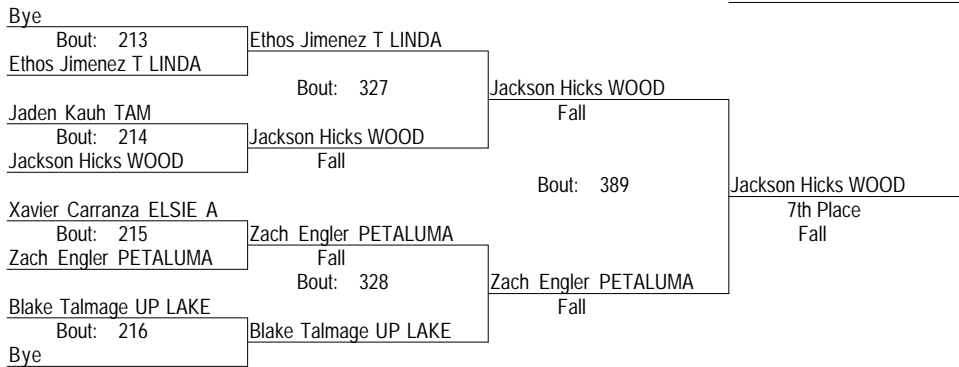 Bye
Bout: 213
Ethos Jimenez T LINDA
Ethos Jimenez T LINDA
Bout: 327
Jackson Hicks WOOD
Fall
Jaden Kauh TAM
Bout: 214
Jackson Hicks WOOD
Jackson Hicks WOOD
Fall
Bout: 389
Jackson Hicks WOOD
7th Place
Fall
Xavier Carranza ELSIE A
Bout: 215
Zach Engler PETALUMA
Zach Engler PETALUMA
Fall
Bout: 328
Zach Engler PETALUMA
Fall
Blake Talmage UP LAKE
Bout: 216
Bye
Blake Talmage UP LAKE